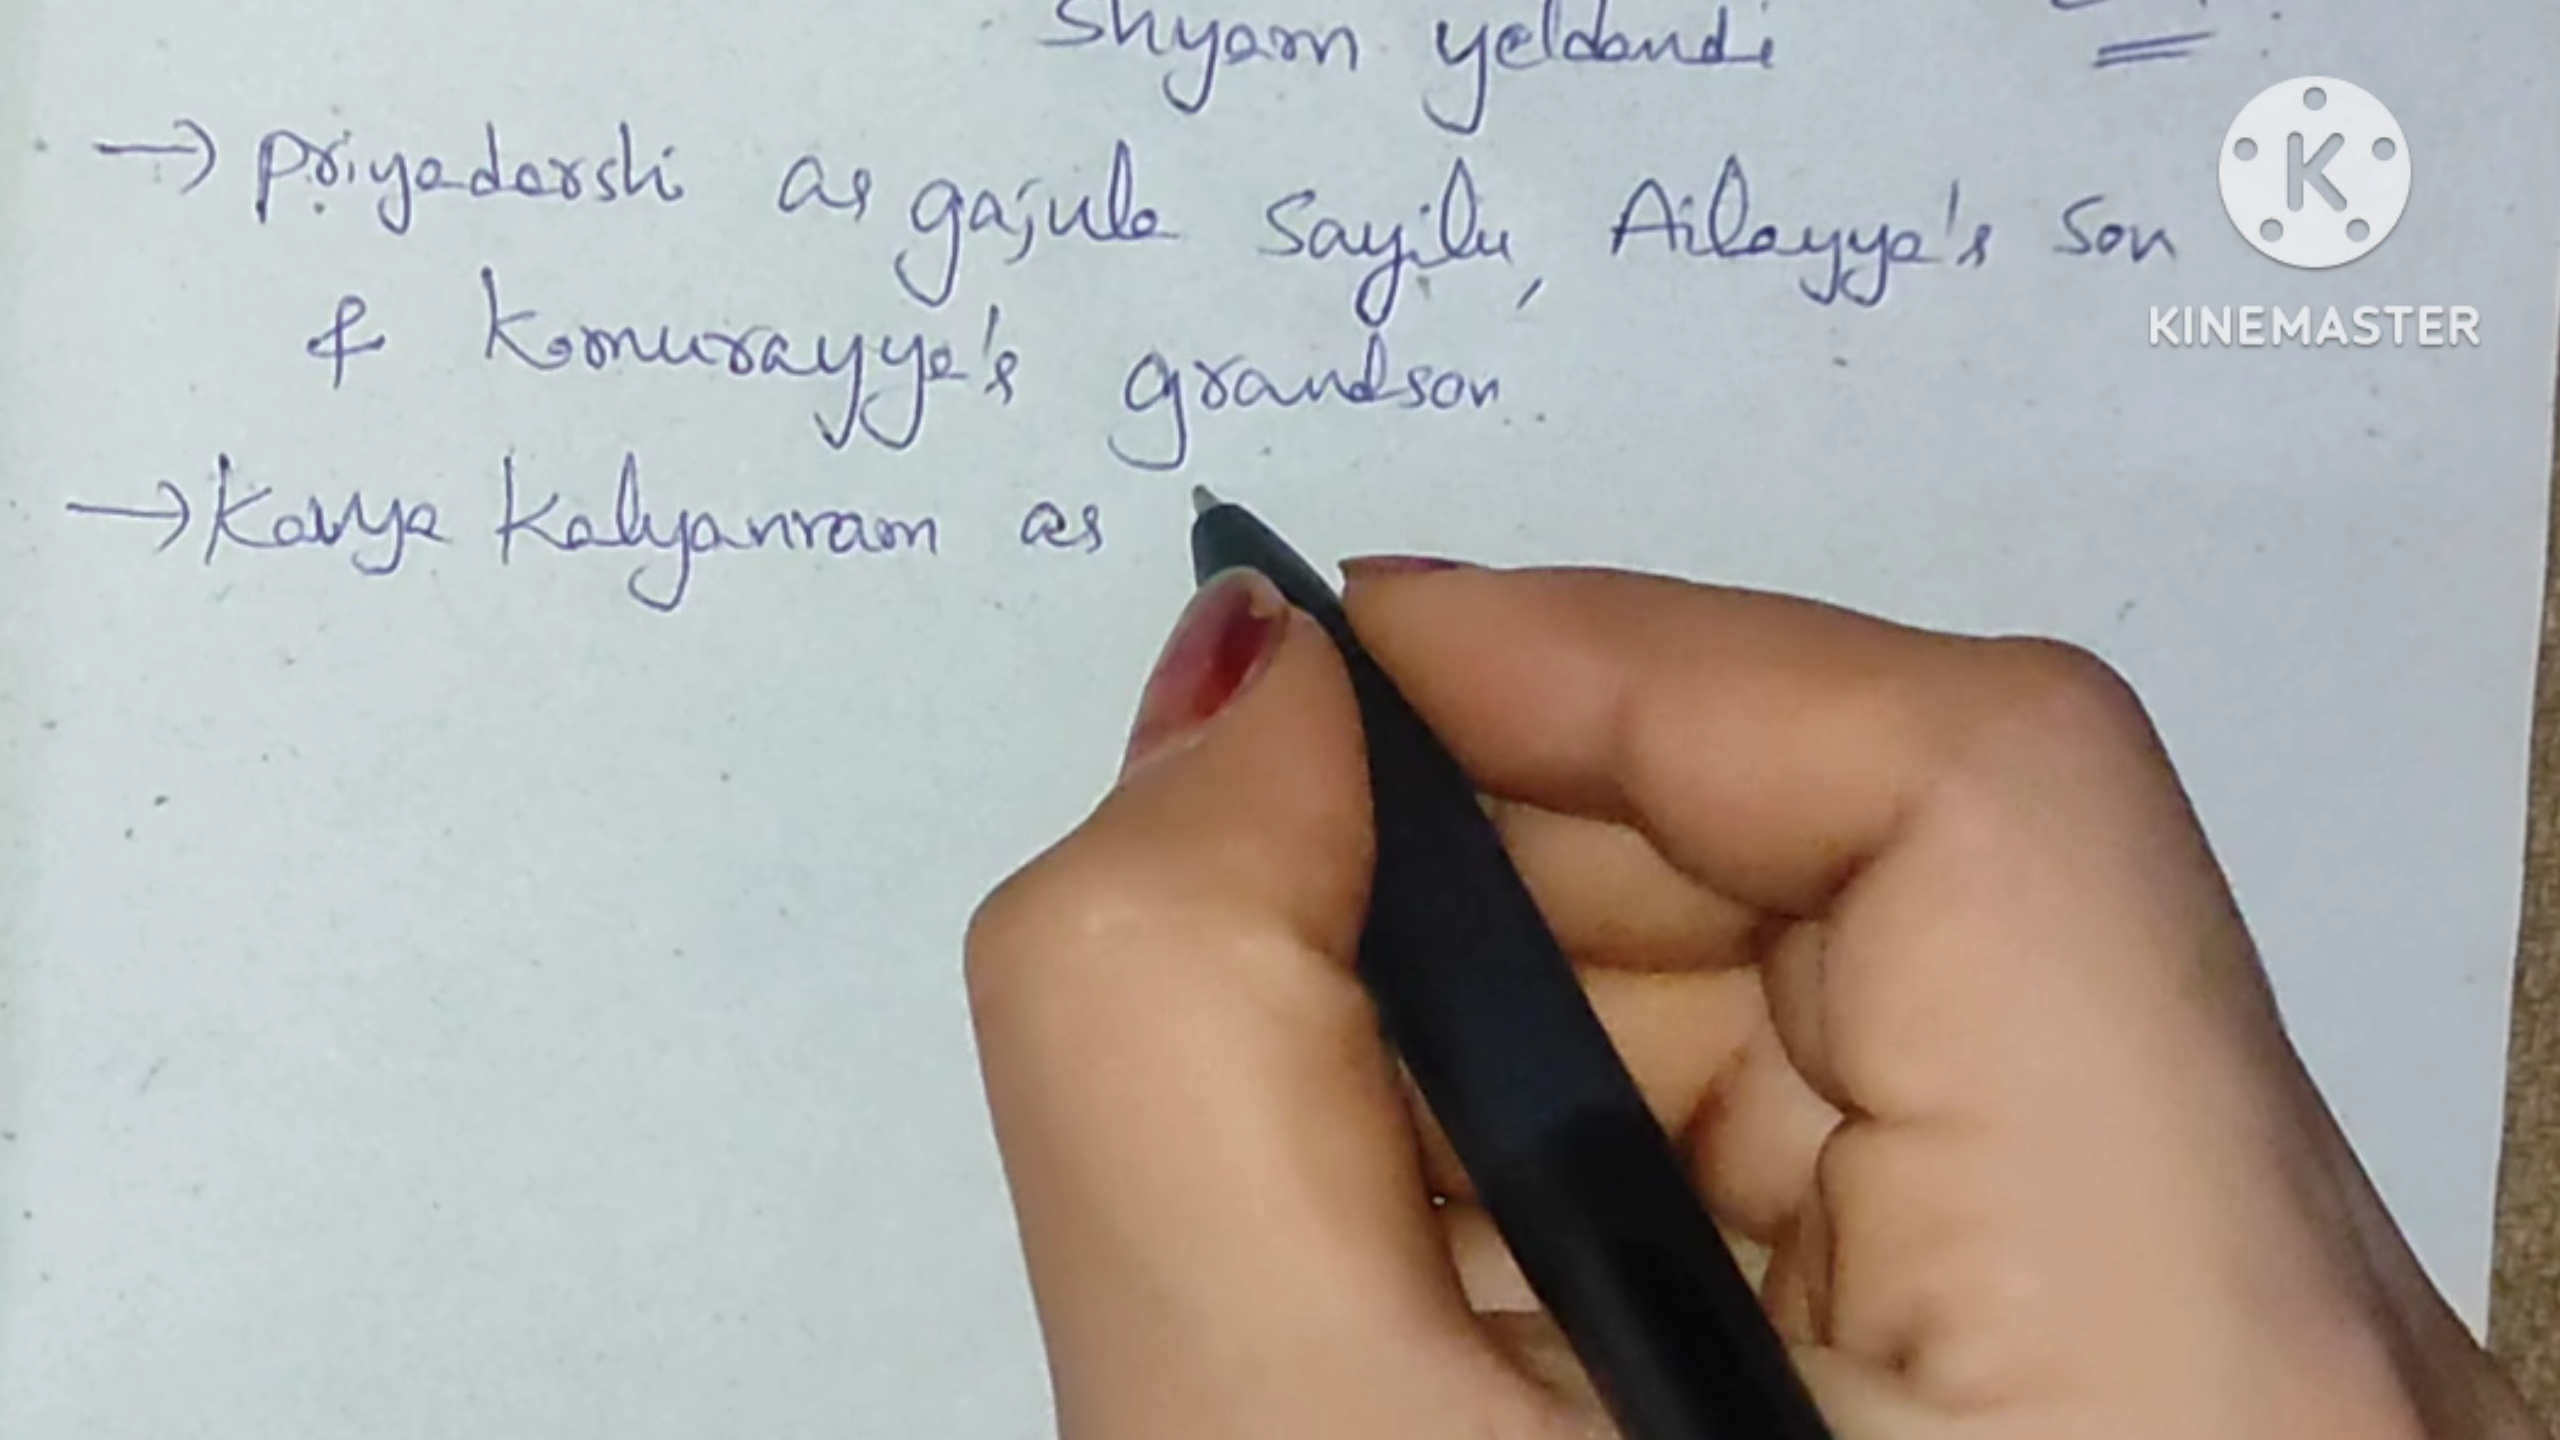 Shyam yeldandi
→ Priyadarshi as gajula Sayilu, Ailayya's son
K
KINEMASTER
& Komurayya's grandson
→ Kavya Kalyanram as